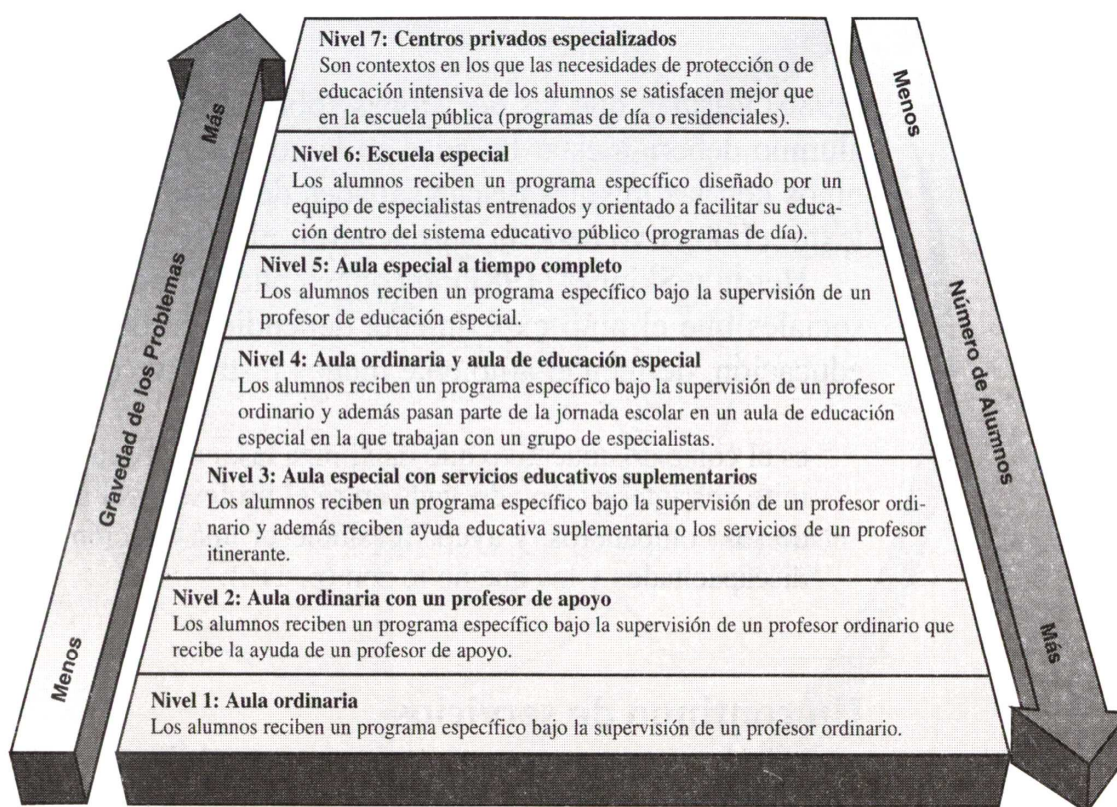 Nivel 7: Centros privados especializados
Son contextos en los que las necesidades de protección o de
educación intensiva de los alumnos se satisfacen mejor que
en la escuela pública (programas de día o residenciales).
Nivel 6: Escuela especial
Los alumnos reciben un programa específico diseñado por un
equipo de especialistas entrenados y orientado a facilitar su educa-
ción dentro del sistema educativo público (programas de día).
Nivel 5: Aula especial a tiempo completo
Los alumnos reciben un programa específico bajo la supervisión de un
profesor de educación especial.
Nivel 4: Aula ordinaria y aula de educación especial
Los alumnos reciben un programa específico bajo la supervisión de un profesor
ordinario y además pasan parte de la jornada escolar en un aula de educación
especial en la que trabajan con un grupo de especialistas.
Nivel 3: Aula especial con servicios educativos suplementarios
Los alumnos reciben un programa específico bajo la supervisión de un profesor ordi-
nario y además reciben ayuda educativa suplementaria o los servicios de un profesor
itinerante.
Nivel 2: Aula ordinaria con un profesor de apoyo
Los alumnos reciben un programa específico bajo la supervisión de un profesor ordinario que
recibe la ayuda de un profesor de apoyo.
Nivel 1: Aula ordinaria
Los alumnos reciben un programa específico bajo la supervisión de un profesor ordinario.
Más
Gravedad de los Problemas
Menos
Menos
Número de Alumnos
Más